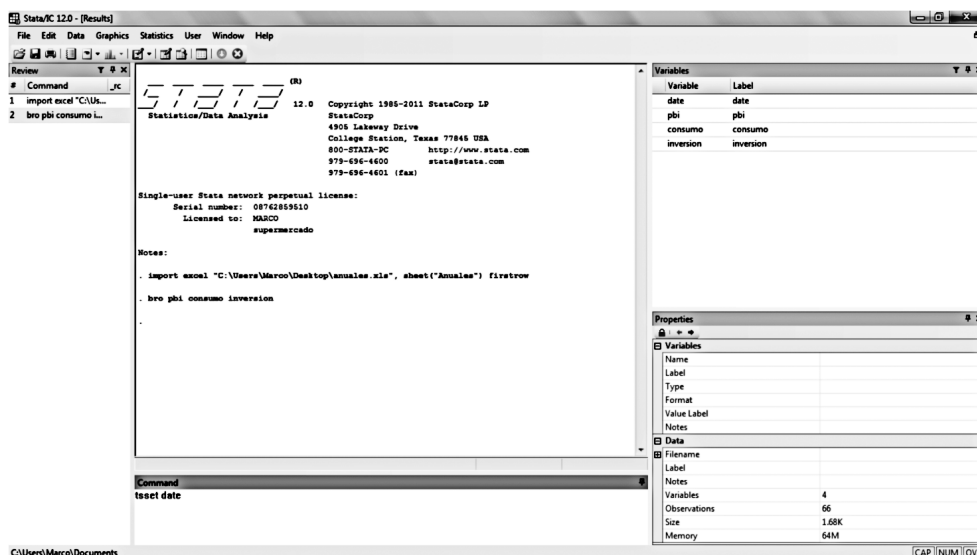 Stata/IC 12.0 - [Results]
File Edit Data Graphics Statistics User Window Help
Review
# Command _rc
1 import excel "C:\Us...
2 bro pbi consumo i...
(R)
STATA 12.0 Copyright 1985-2011 StataCorp LP
Statistics/Data Analysis StataCorp
4905 Lakeway Drive
College Station, Texas 77845 USA
800-STATA-PC http://www.stata.com
979-696-4600 stata@stata.com
979-696-4601 (fax)
Single-user Stata network perpetual license:
Serial number: 08762859510
Licensed to: MARCO
supermercado
Notes:
. import excel "C:\Users\Marco\Desktop\anuales.xls", sheet("Anuales") firstrow
. bro pbi consumo inversion
.
Command
tsset date
Variables
Variable Label
date date
pbi pbi
consumo consumo
inversion inversion
Properties
Variables
Name
Label
Type
Format
Value Label
Notes
Data
Filename
Label
Notes
Variables 4
Observations 66
Size 1.68K
Memory 64M
C:\Users\Marco\Documents
CAP NUM